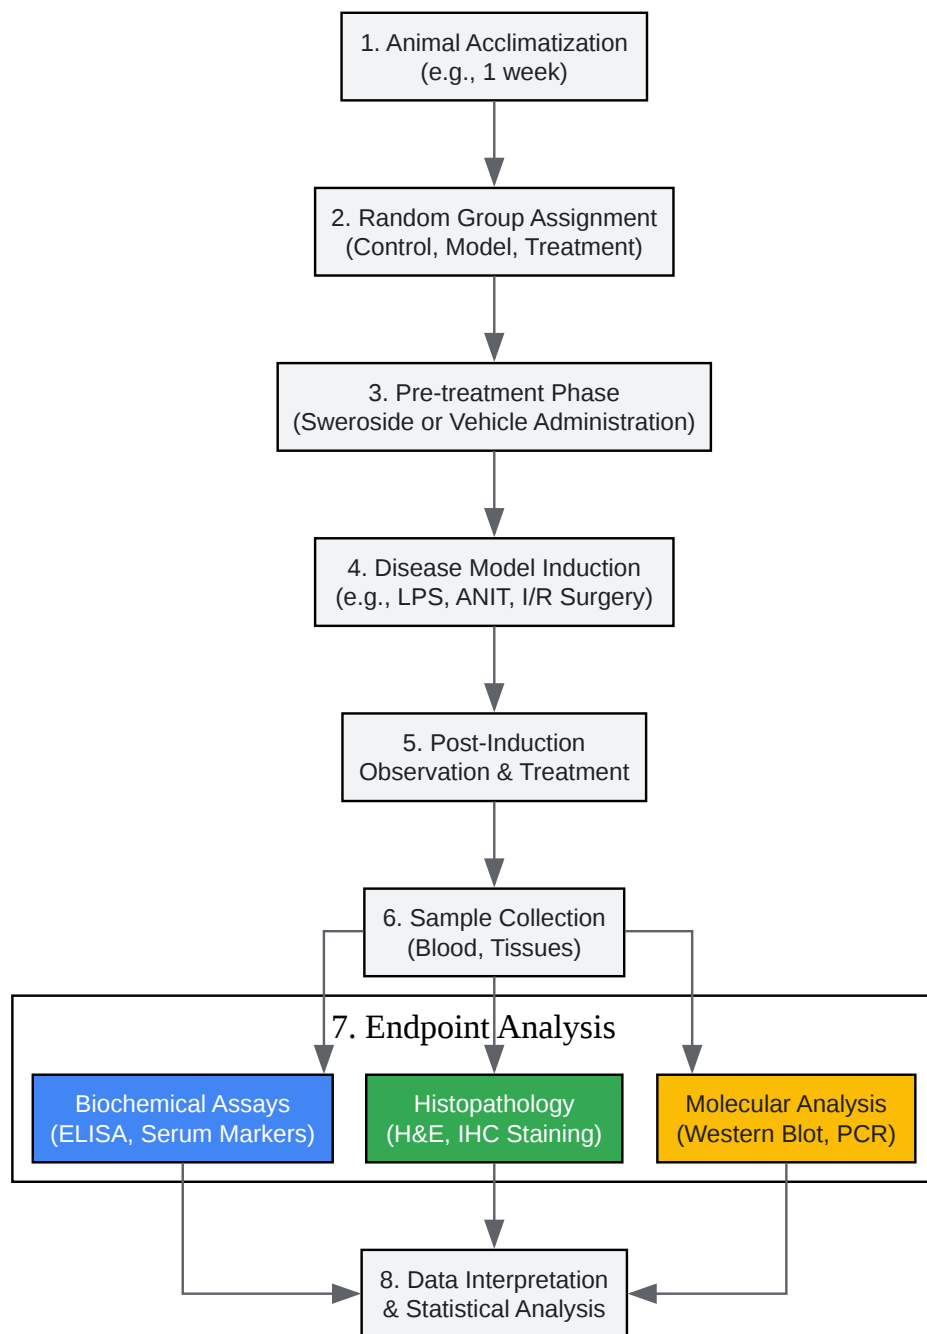 1. Animal Acclimatization
(e.g., 1 week)
2. Random Group Assignment
(Control, Model, Treatment)
3. Pre-treatment Phase
(Sweroside or Vehicle Administration)
4. Disease Model Induction
(e.g., LPS, ANIT, I/R Surgery)
5. Post-Induction
Observation & Treatment
6. Sample Collection
(Blood, Tissues)
7. Endpoint Analysis
Biochemical Assays
(ELISA, Serum Markers)
Histopathology
(H&E, IHC Staining)
Molecular Analysis
(Western Blot, PCR)
8. Data Interpretation
& Statistical Analysis